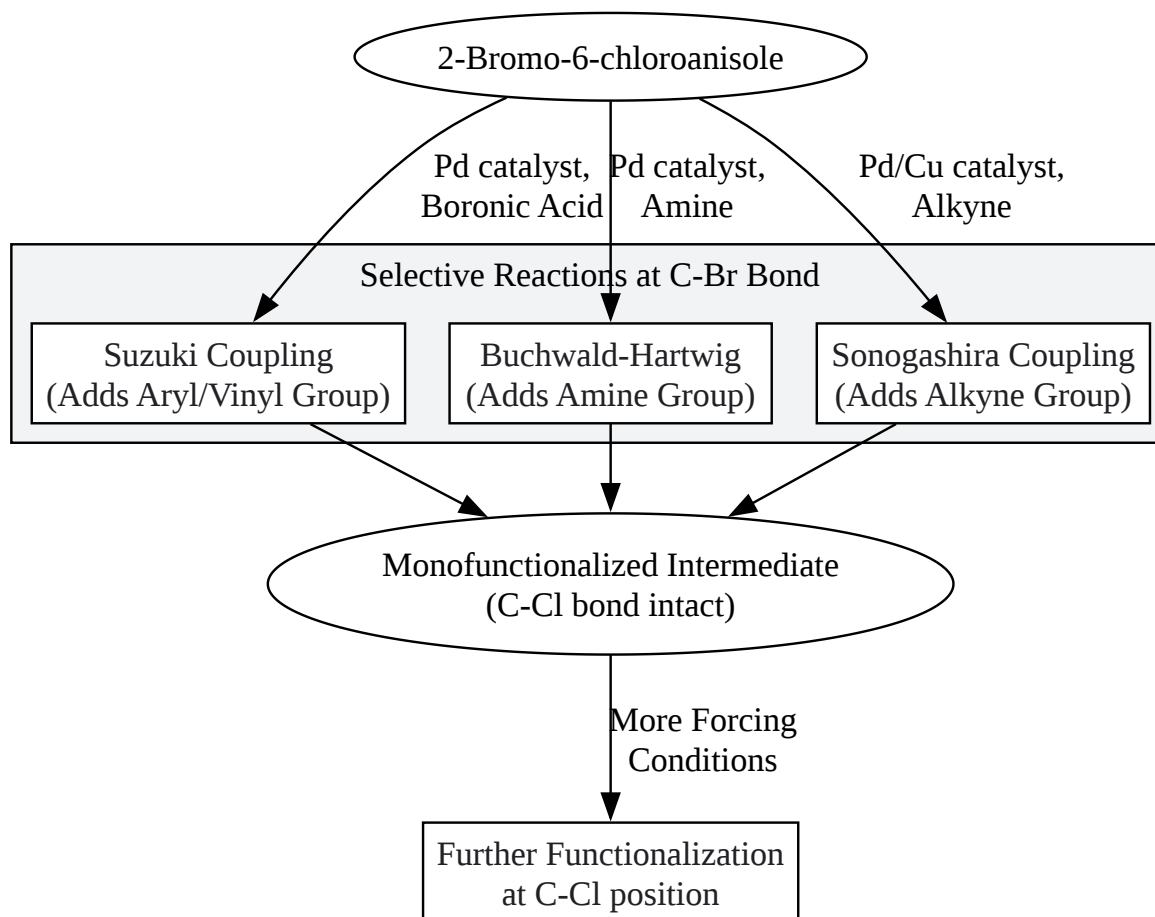 2-Bromo-6-chloroanisole
Pd catalyst,
Boronic Acid
Pd catalyst,
Amine
Pd/Cu catalyst,
Alkyne
Selective Reactions at C-Br Bond
Suzuki Coupling
(Adds Aryl/Vinyl Group)
Buchwald-Hartwig
(Adds Amine Group)
Sonogashira Coupling
(Adds Alkyne Group)
Monofunctionalized Intermediate
(C-Cl bond intact)
More Forcing
Conditions
Further Functionalization
at C-Cl position